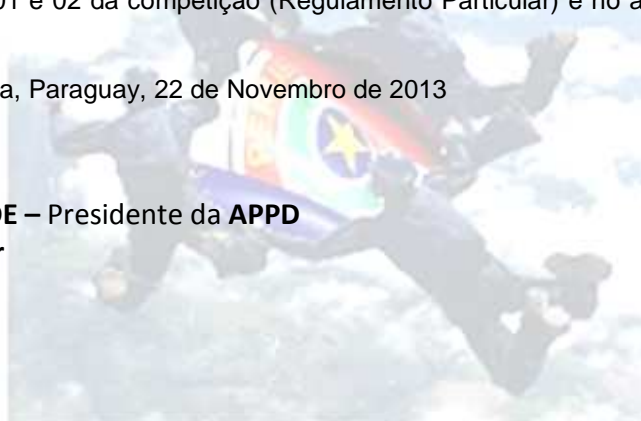 01 e 02 da competição (Regulamento Particular) e no a
a, Paraguay, 22 de Novembro de 2013
DE – Presidente da APPD
r